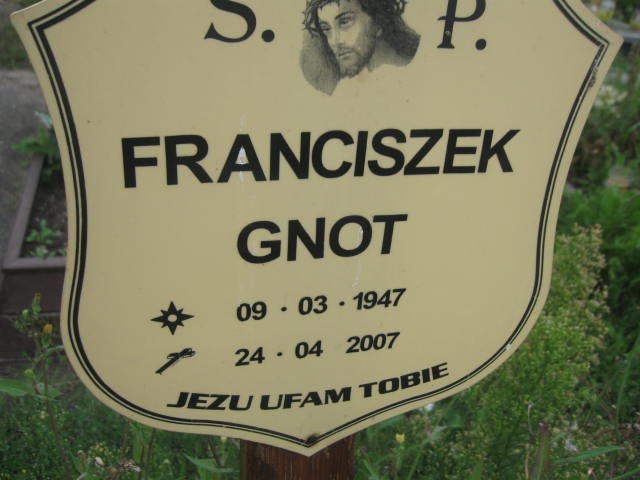 S. P.
FRANCISZEK
GNOT
09 · 03 · 1947
24 · 04 2007
JEZU UFAM TOBIE